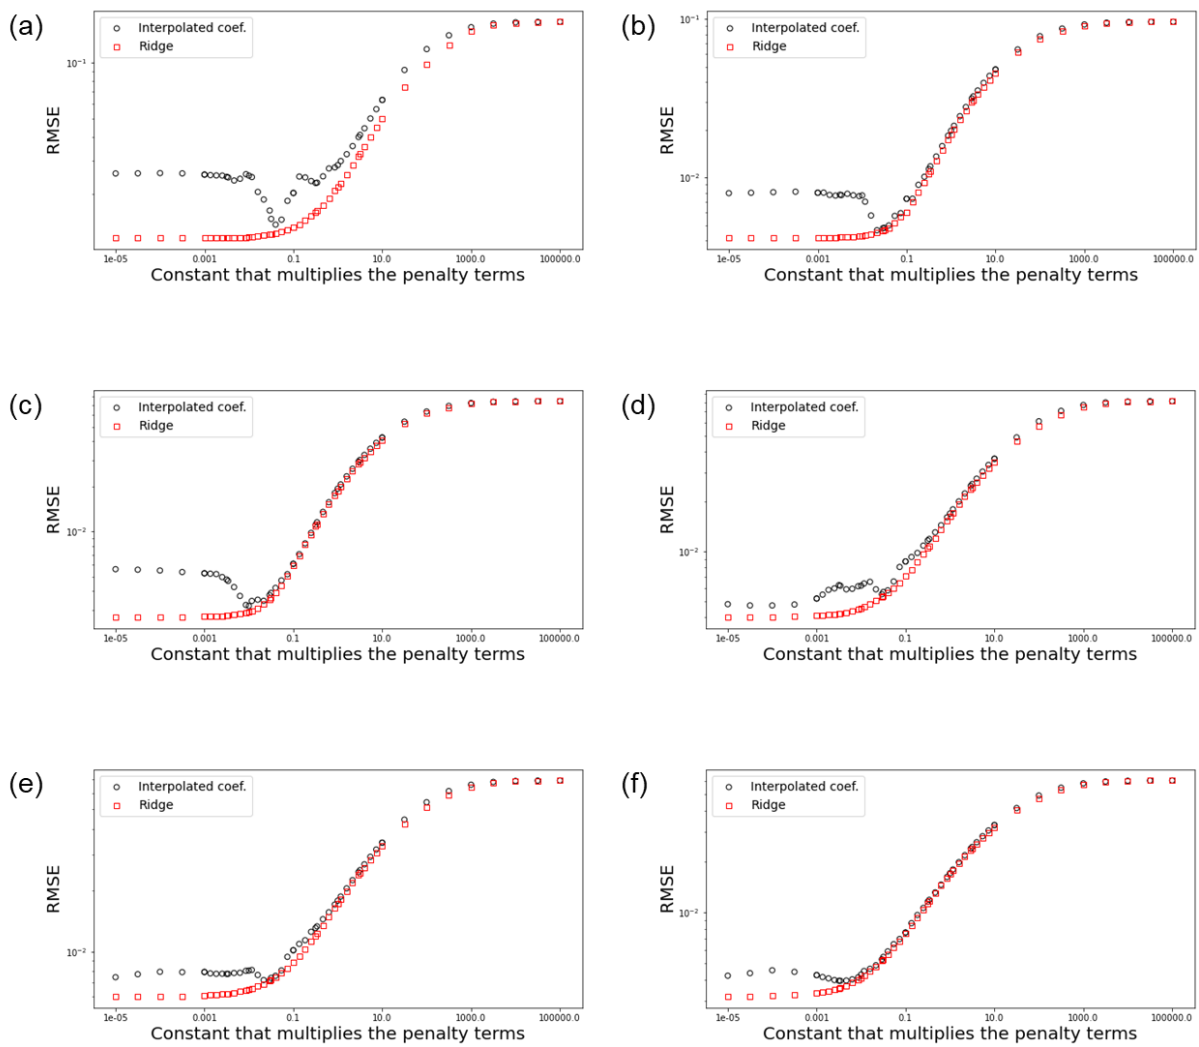 (a)
Interpolated coef.
Ridge
RMSE
10⁻¹
1e-05 0.001 0.1 10.0 1000.0 100000.0
Constant that multiplies the penalty terms
(b)
Interpolated coef.
Ridge
RMSE
10⁻¹
10⁻²
1e-05 0.001 0.1 10.0 1000.0 100000.0
Constant that multiplies the penalty terms
(c)
Interpolated coef.
Ridge
RMSE
10⁻²
1e-05 0.001 0.1 10.0 1000.0 100000.0
Constant that multiplies the penalty terms
(d)
Interpolated coef.
Ridge
RMSE
10⁻²
1e-05 0.001 0.1 10.0 1000.0 100000.0
Constant that multiplies the penalty terms
(e)
Interpolated coef.
Ridge
RMSE
10⁻²
1e-05 0.001 0.1 10.0 1000.0 100000.0
Constant that multiplies the penalty terms
(f)
Interpolated coef.
Ridge
RMSE
10⁻²
1e-05 0.001 0.1 10.0 1000.0 100000.0
Constant that multiplies the penalty terms